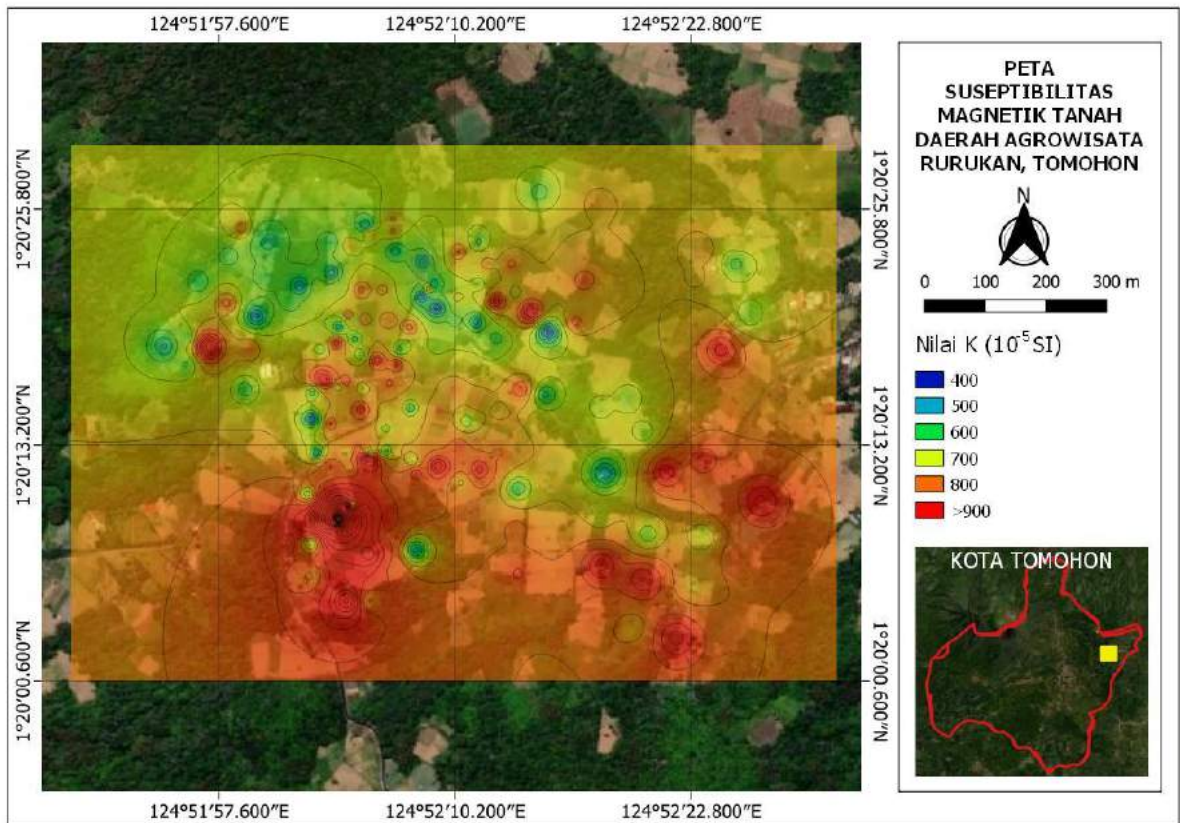 124°51′57.600″E
124°52′10.200″E
124°52′22.800″E
1°20′25.800″N
1°20′13.200″N
1°20′00.600″N
1°20′25.800″N
1°20′13.200″N
1°20′00.600″N
124°51′57.600″E
124°52′10.200″E
124°52′22.800″E
PETA
SUSEPTIBILITAS
MAGNETIK TANAH
DAERAH AGROWISATA
RURUKAN, TOMOHON
N
0 100 200 300 m
Nilai K (10⁻⁵SI)
400
500
600
700
800
>900
KOTA TOMOHON